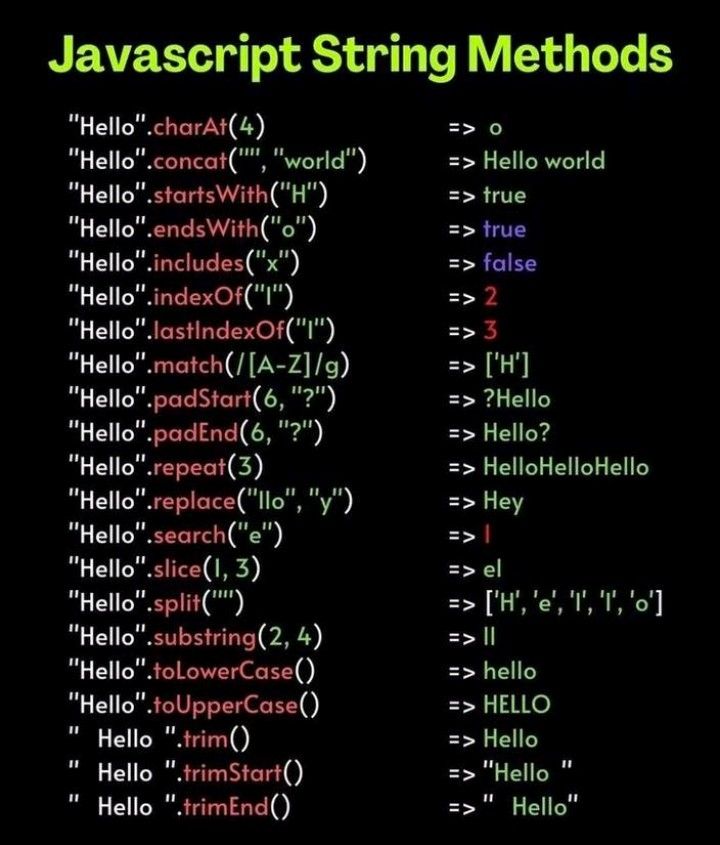 Javascript String Methods
"Hello".charAt(4) => o
"Hello".concat("", "world") => Hello world
"Hello".startsWith("H") => true
"Hello".endsWith("o") => true
"Hello".includes("x") => false
"Hello".indexOf("l") => 2
"Hello".lastIndexOf("l") => 3
"Hello".match(/[A-Z]/g) => ['H']
"Hello".padStart(6, "?") => ?Hello
"Hello".padEnd(6, "?") => Hello?
"Hello".repeat(3) => HelloHelloHello
"Hello".replace("llo", "y") => Hey
"Hello".search("e") => 1
"Hello".slice(1, 3) => el
"Hello".split("") => ['H', 'e', 'l', 'l', 'o']
"Hello".substring(2, 4) => ll
"Hello".toLowerCase() => hello
"Hello".toUpperCase() => HELLO
"  Hello  ".trim() => Hello
"  Hello  ".trimStart() => "Hello  "
"  Hello  ".trimEnd() => "  Hello"